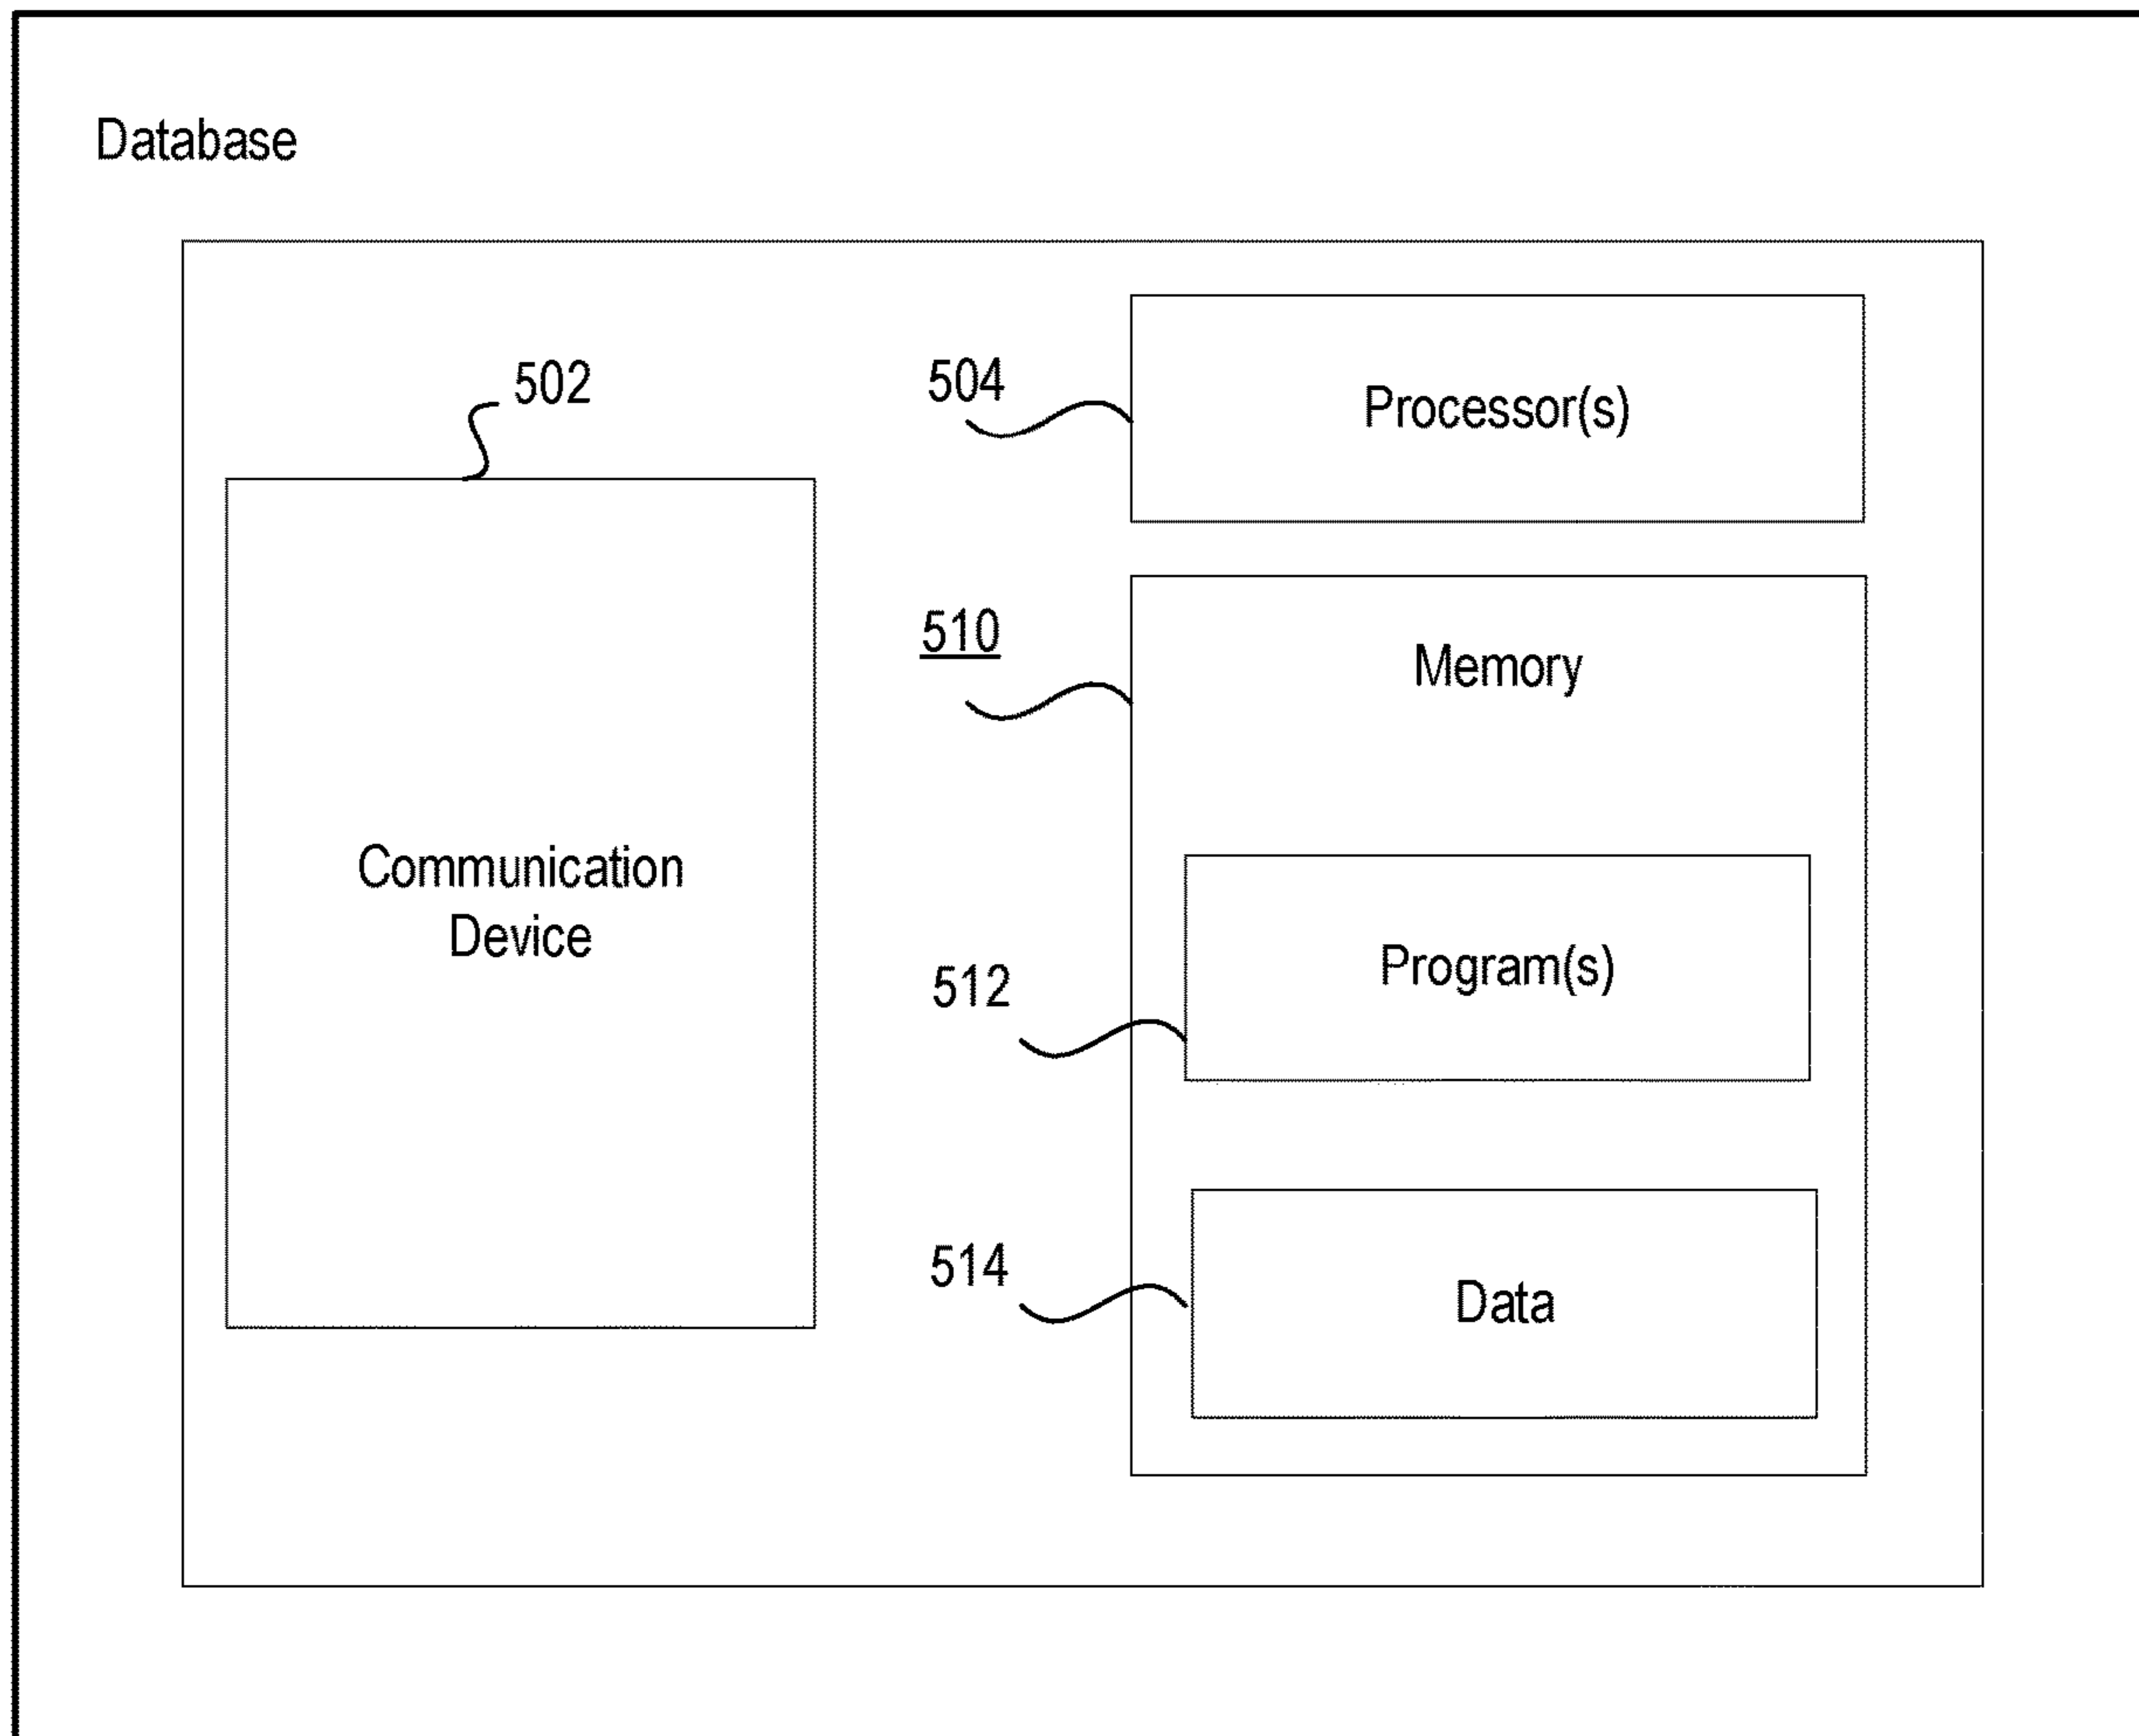 Database
502
504
Processor(s)
510
Memory
Communication
Device
512
Program(s)
514
Data